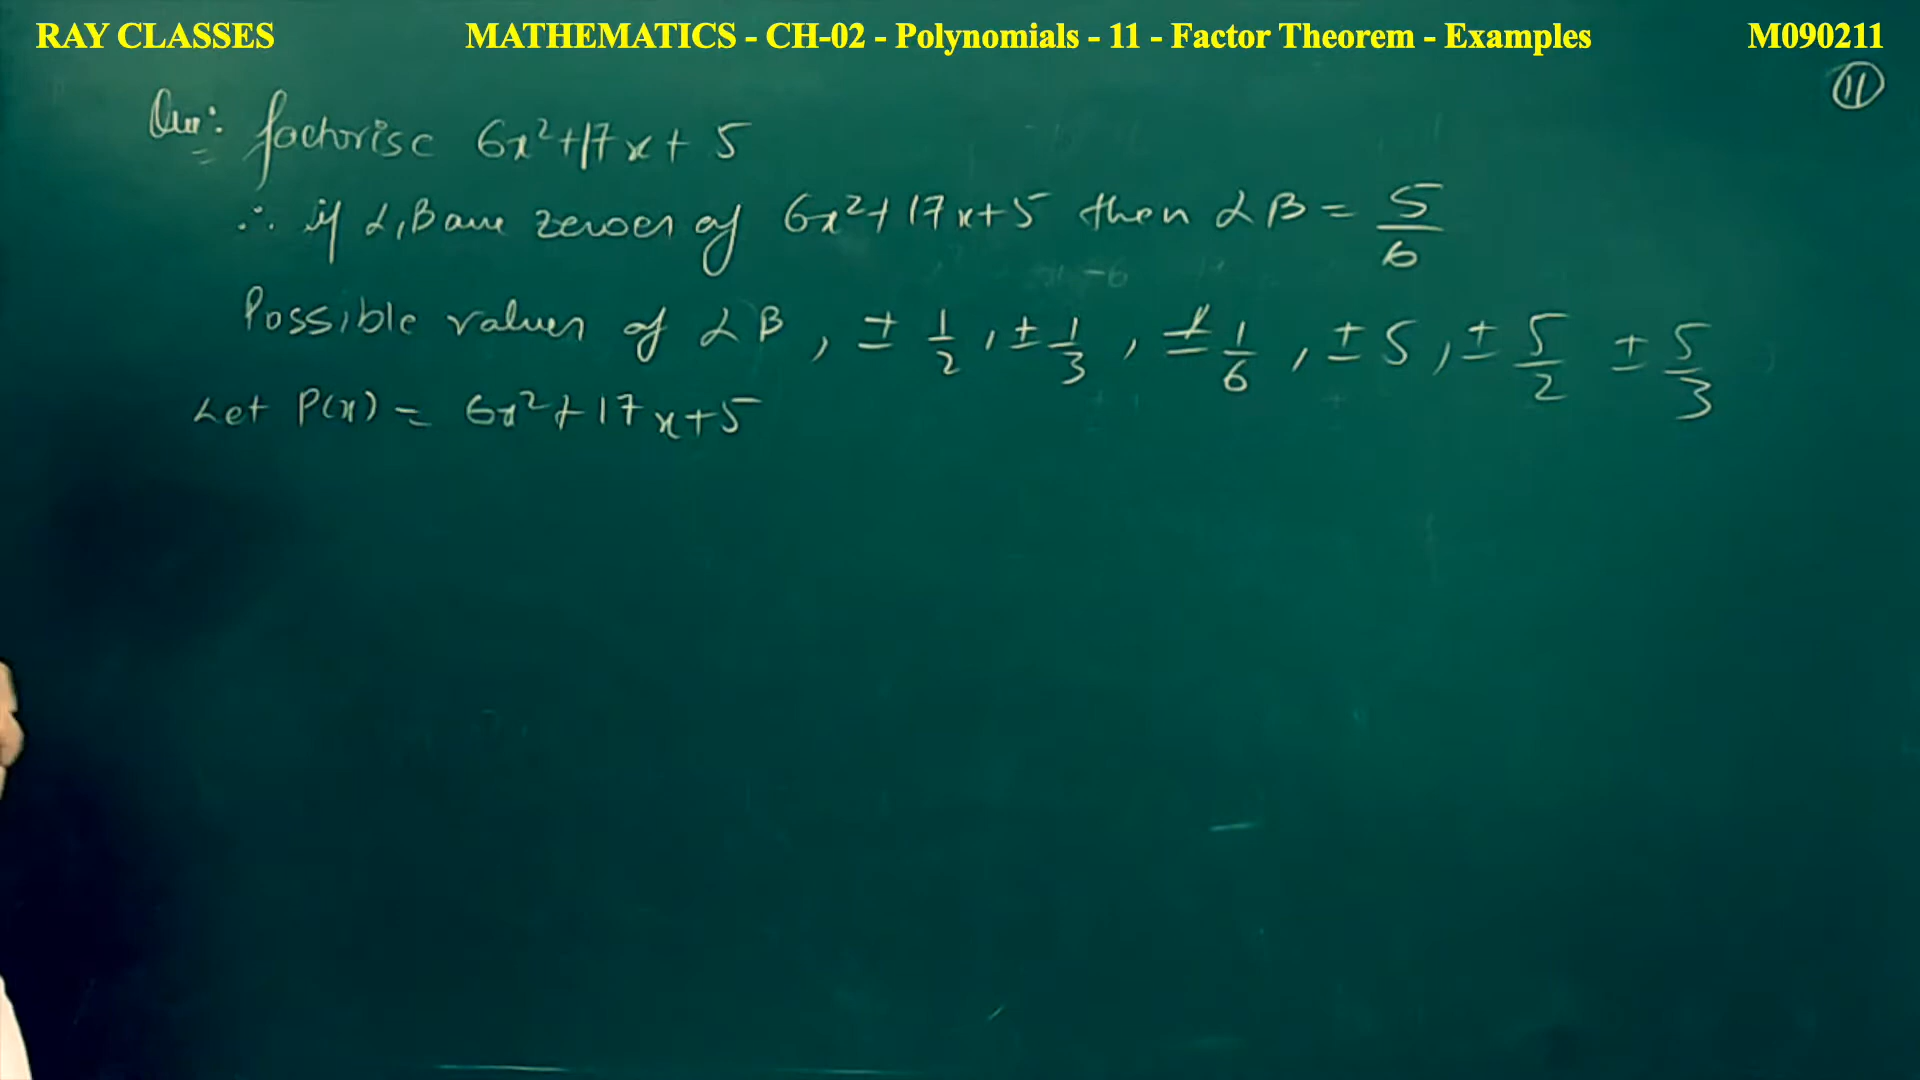 RAY CLASSES MATHEMATICS - CH-02 - Polynomials - 11 - Factor Theorem - Examples M090211
11
Que: factorise 6x²+17x+5
∴ if α,β are zeroes of 6x²+17x+5 then αβ = 5/6
Possible values of αβ, ± 1/2, ± 1/3, ± 1/6, ± 5, ± 5/2 ± 5/3
Let P(x) = 6x²+17x+5